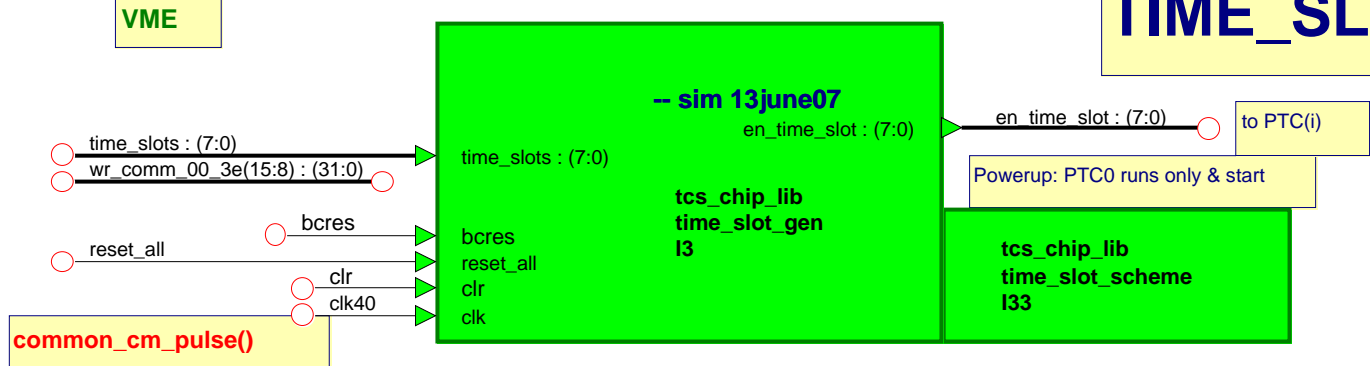 VME
TIME_SL
-- sim 13june07
en_time_slot : (7:0)
en_time_slot : (7:0)
to PTC(i)
time_slots : (7:0)
time_slots : (7:0)
wr_comm_00_3e(15:8) : (31:0)
Powerup: PTC0 runs only & start
tcs_chip_lib
time_slot_gen
I3
bcres
bcres
reset_all
reset_all
clr
clr
clk40
clk
tcs_chip_lib
time_slot_scheme
I33
common_cm_pulse()